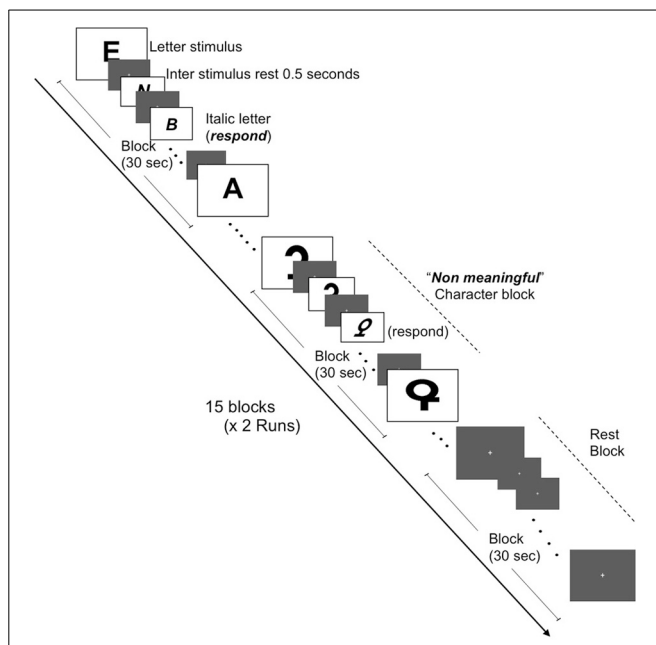 E
Letter stimulus
Inter stimulus rest 0.5 seconds
N
B
Italic letter
(respond)
Block
(30 sec)
A
“Non meaningful”
Character block
(respond)
Block
(30 sec)
15 blocks
(x 2 Runs)
Rest
Block
Block
(30 sec)